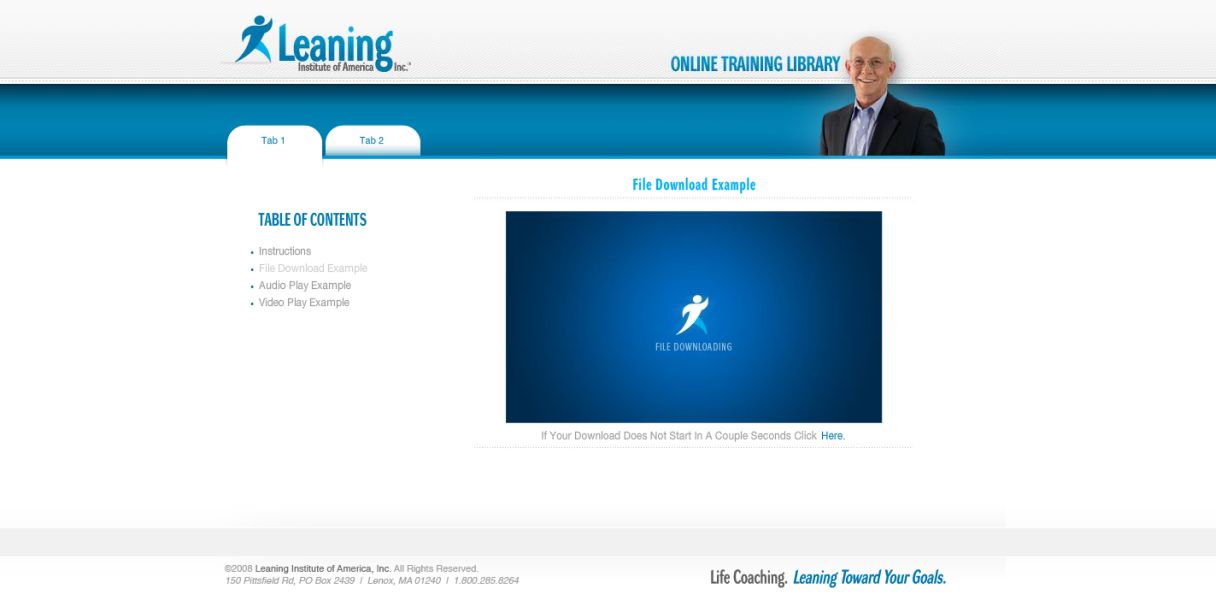 Leaning
Institute of America Inc.™
ONLINE TRAINING LIBRARY
Tab 1
Tab 2
File Download Example
TABLE OF CONTENTS
Instructions
File Download Example
Audio Play Example
Video Play Example
FILE DOWNLOADING
If Your Download Does Not Start In A Couple Seconds Click Here.
©2008 Leaning Institute of America, Inc. All Rights Reserved.
150 Pittsfield Rd, PO Box 2439 | Lenox, MA 01240 | 1.800.285.8264
Life Coaching. Leaning Toward Your Goals.